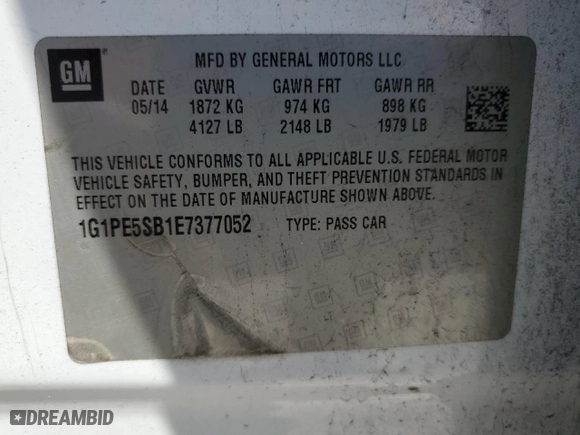 GM
MFD BY GENERAL MOTORS LLC
DATE GVWR GAWR FRT GAWR RR
05/14 1872 KG 974 KG 898 KG
4127 LB 2148 LB 1979 LB
THIS VEHICLE CONFORMS TO ALL APPLICABLE U.S. FEDERAL MOTOR
VEHICLE SAFETY, BUMPER, AND THEFT PREVENTION STANDARDS IN
EFFECT ON THE DATE OF MANUFACTURE SHOWN ABOVE.
1G1PE5SB1E7377052 TYPE: PASS CAR
DREAMBID